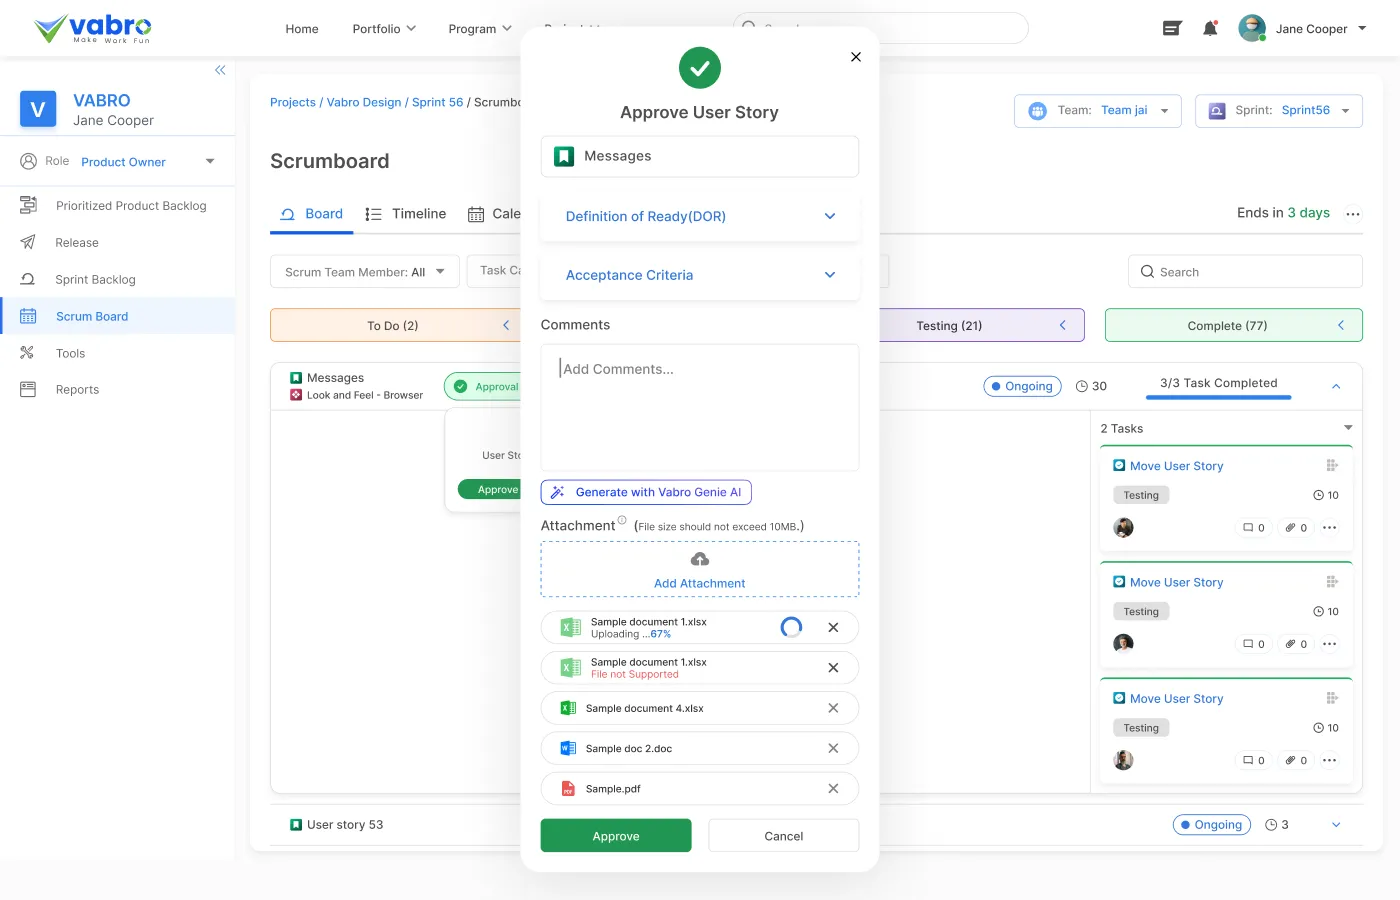 vabro
Make Work Fun
Home
Portfolio
Program
Jane Cooper
V
VABRO
Jane Cooper
Role Product Owner
Prioritized Product Backlog
Release
Sprint Backlog
Scrum Board
Tools
Reports
Projects / Vabro Design / Sprint 56 / Scrumbo
Team: Team jai
Sprint: Sprint56
Scrumboard
Board
Timeline
Cale
Ends in 3 days
Scrum Team Member: All
Task Ca
Search
To Do (2)
Testing (21)
Complete (77)
Messages
Look and Feel - Browser
Approval
Ongoing
30
3/3 Task Completed
User Sto
Approve
2 Tasks
Move User Story
Testing
10
0
0
Move User Story
Testing
10
0
0
Move User Story
Testing
10
0
0
User story 53
Ongoing
3
Approve User Story
Messages
Definition of Ready(DOR)
Acceptance Criteria
Comments
Add Comments...
Generate with Vabro Genie AI
Attachment (File size should not exceed 10MB.)
Add Attachment
Sample document 1.xlsx
Uploading ...67%
Sample document 1.xlsx
File not Supported
Sample document 4.xlsx
Sample doc 2.doc
Sample.pdf
Approve
Cancel